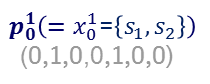 p₀¹(= x₀¹={s₁, s₂})
(0,1,0,0,1,0,0)